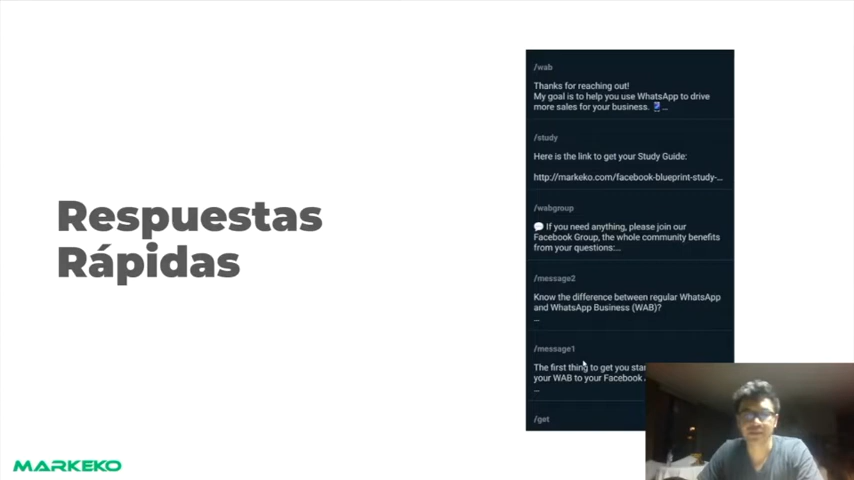 Respuestas
Rápidas
/wab
Thanks for reaching out!
My goal is to help you use WhatsApp to drive
more sales for your business. ...
/study
Here is the link to get your Study Guide:
http://markeko.com/facebook-blueprint-study-...
/wabgroup
💬 If you need anything, please join our
Facebook Group, the whole community benefits
from your questions:...
/message2
Know the difference between regular WhatsApp
and WhatsApp Business (WAB)?
...
/message1
The first thing to get you
your WAB to your Facebook
...
/get
MARKEKO